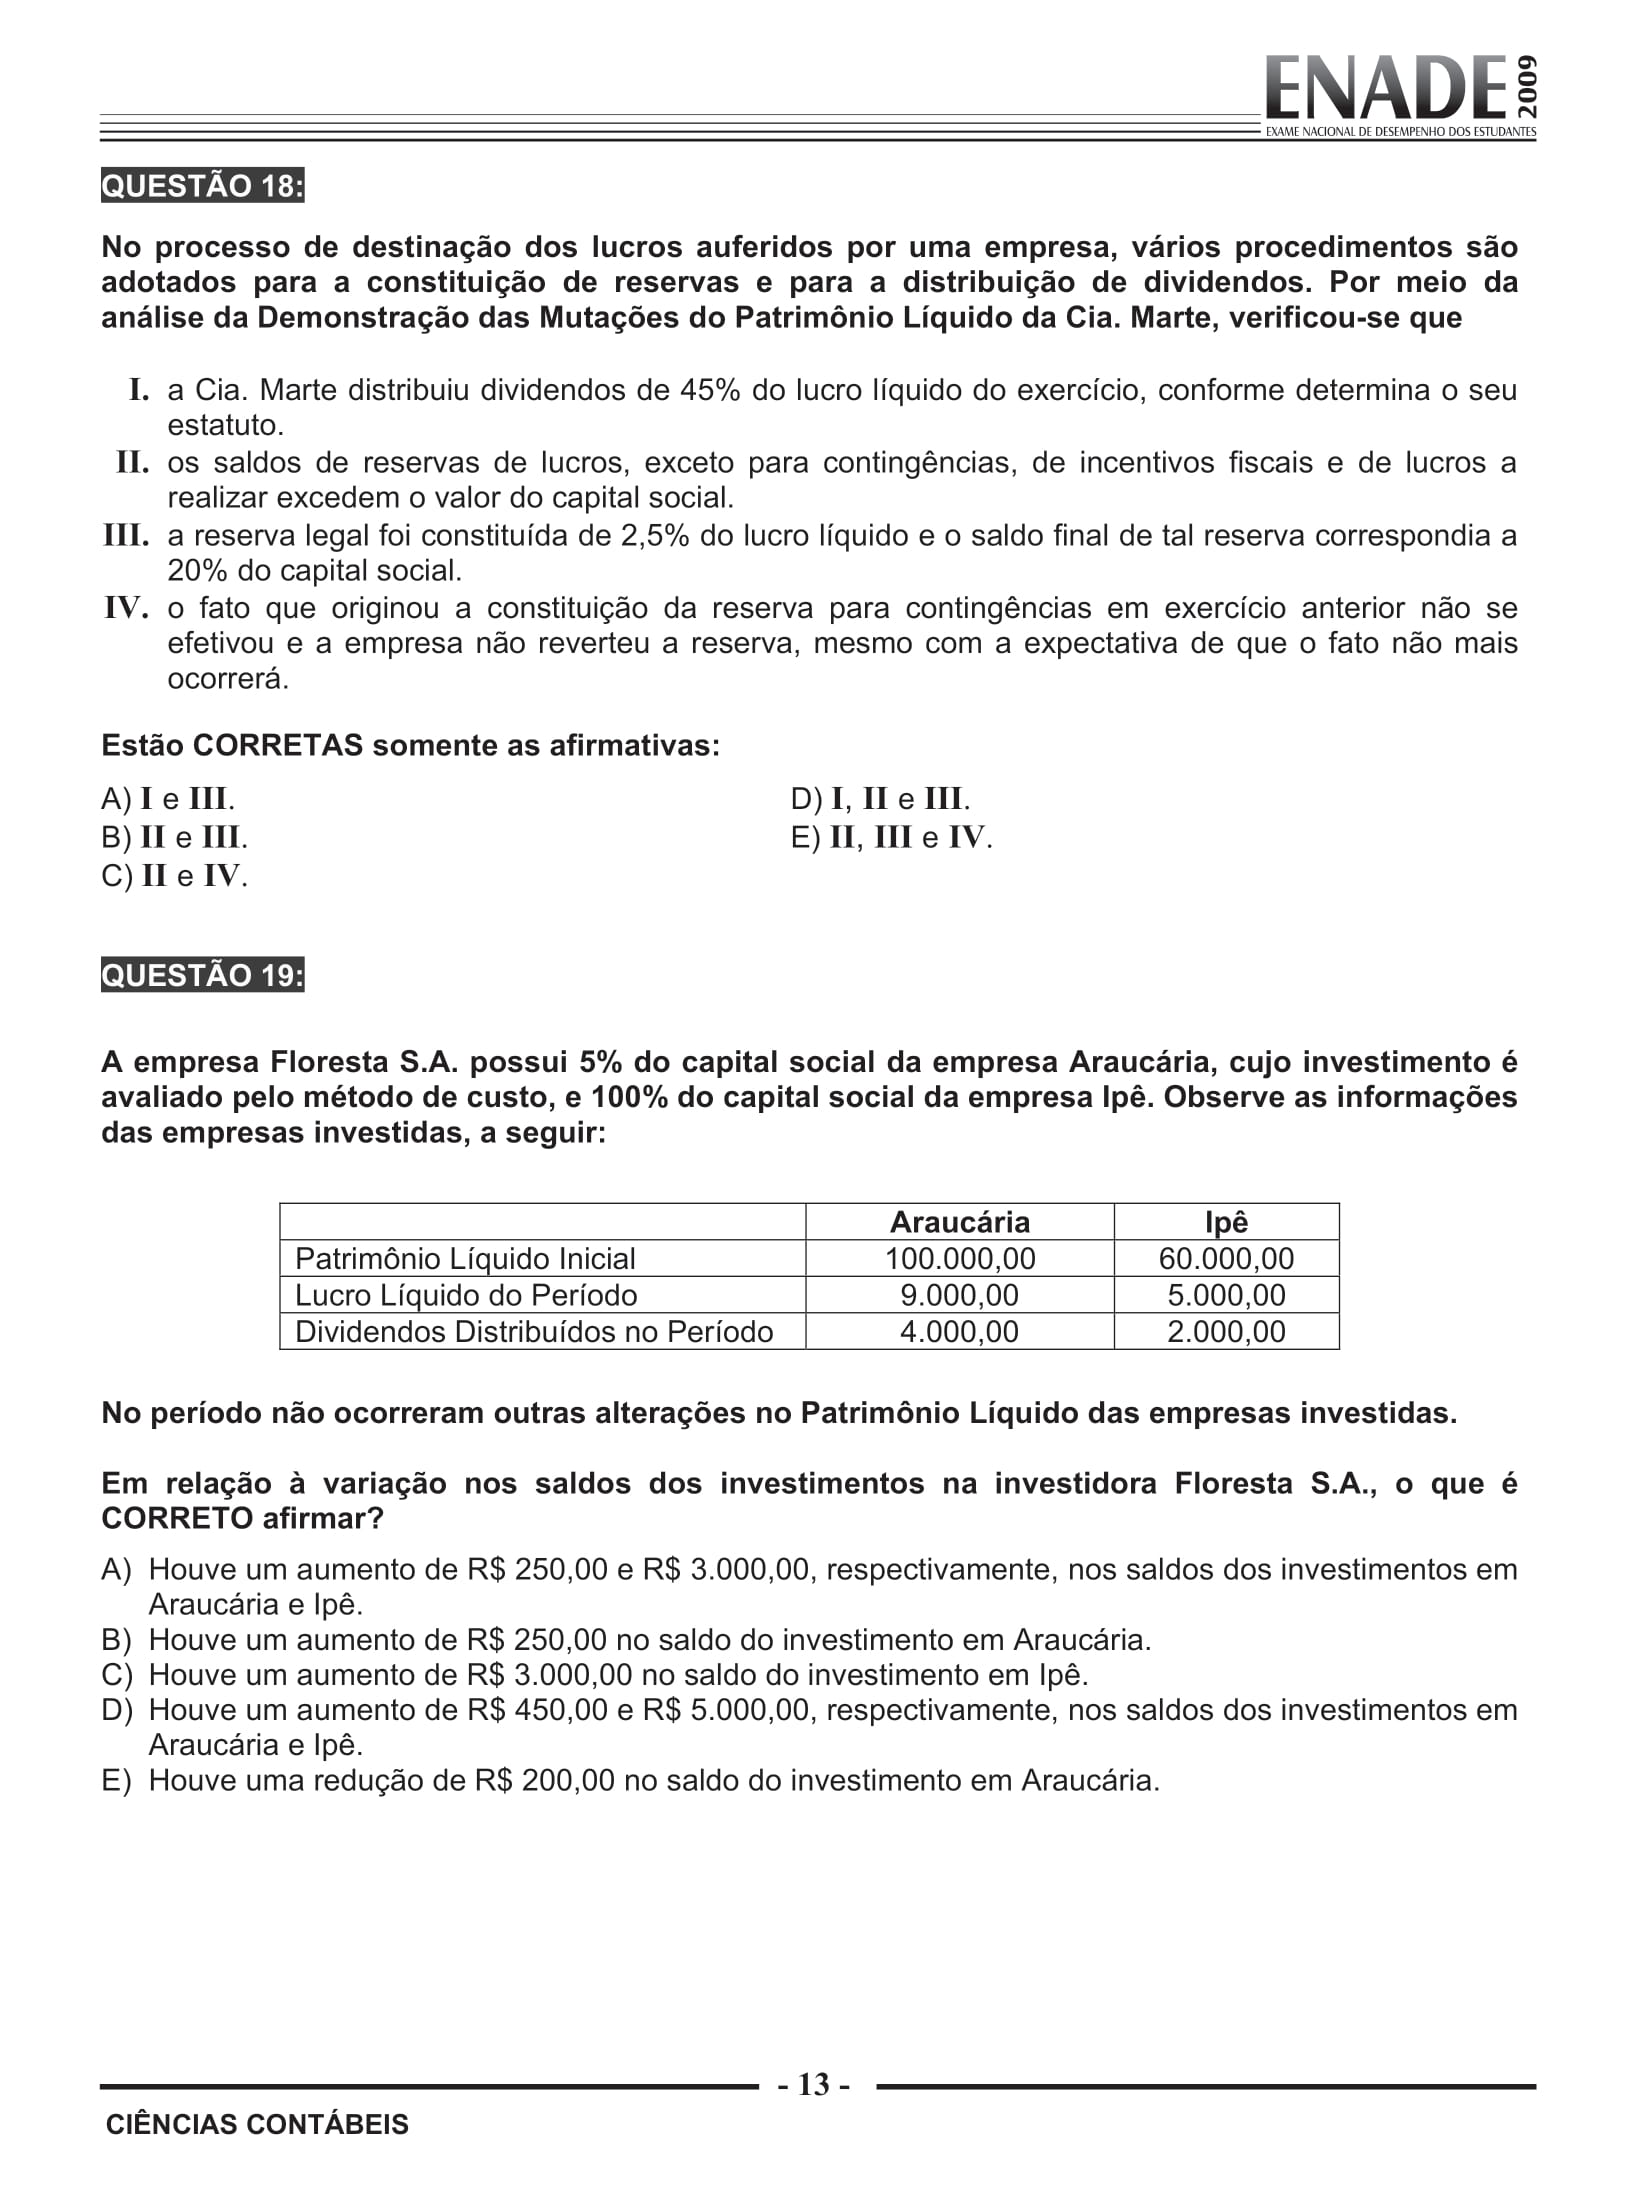 ENADE 2009
EXAME NACIONAL DE DESEMPENHO DOS ESTUDANTES
QUESTÃO 18:
No processo de destinação dos lucros auferidos por uma empresa, vários procedimentos são
adotados para a constituição de reservas e para a distribuição de dividendos. Por meio da
análise da Demonstração das Mutações do Patrimônio Líquido da Cia. Marte, verificou-se que
I. a Cia. Marte distribuiu dividendos de 45% do lucro líquido do exercício, conforme determina o seu
estatuto.
II. os saldos de reservas de lucros, exceto para contingências, de incentivos fiscais e de lucros a
realizar excedem o valor do capital social.
III. a reserva legal foi constituída de 2,5% do lucro líquido e o saldo final de tal reserva correspondia a
20% do capital social.
IV. o fato que originou a constituição da reserva para contingências em exercício anterior não se
efetivou e a empresa não reverteu a reserva, mesmo com a expectativa de que o fato não mais
ocorrerá.
Estão CORRETAS somente as afirmativas:
A) I e III.
B) II e III.
C) II e IV.
D) I, II e III.
E) II, III e IV.
QUESTÃO 19:
A empresa Floresta S.A. possui 5% do capital social da empresa Araucária, cujo investimento é
avaliado pelo método de custo, e 100% do capital social da empresa Ipê. Observe as informações
das empresas investidas, a seguir:
Araucária Ipê
Patrimônio Líquido Inicial 100.000,00 60.000,00
Lucro Líquido do Período 9.000,00 5.000,00
Dividendos Distribuídos no Período 4.000,00 2.000,00
No período não ocorreram outras alterações no Patrimônio Líquido das empresas investidas.
Em relação à variação nos saldos dos investimentos na investidora Floresta S.A., o que é
CORRETO afirmar?
A) Houve um aumento de R$ 250,00 e R$ 3.000,00, respectivamente, nos saldos dos investimentos em
Araucária e Ipê.
B) Houve um aumento de R$ 250,00 no saldo do investimento em Araucária.
C) Houve um aumento de R$ 3.000,00 no saldo do investimento em Ipê.
D) Houve um aumento de R$ 450,00 e R$ 5.000,00, respectivamente, nos saldos dos investimentos em
Araucária e Ipê.
E) Houve uma redução de R$ 200,00 no saldo do investimento em Araucária.
- 13 -
CIÊNCIAS CONTÁBEIS